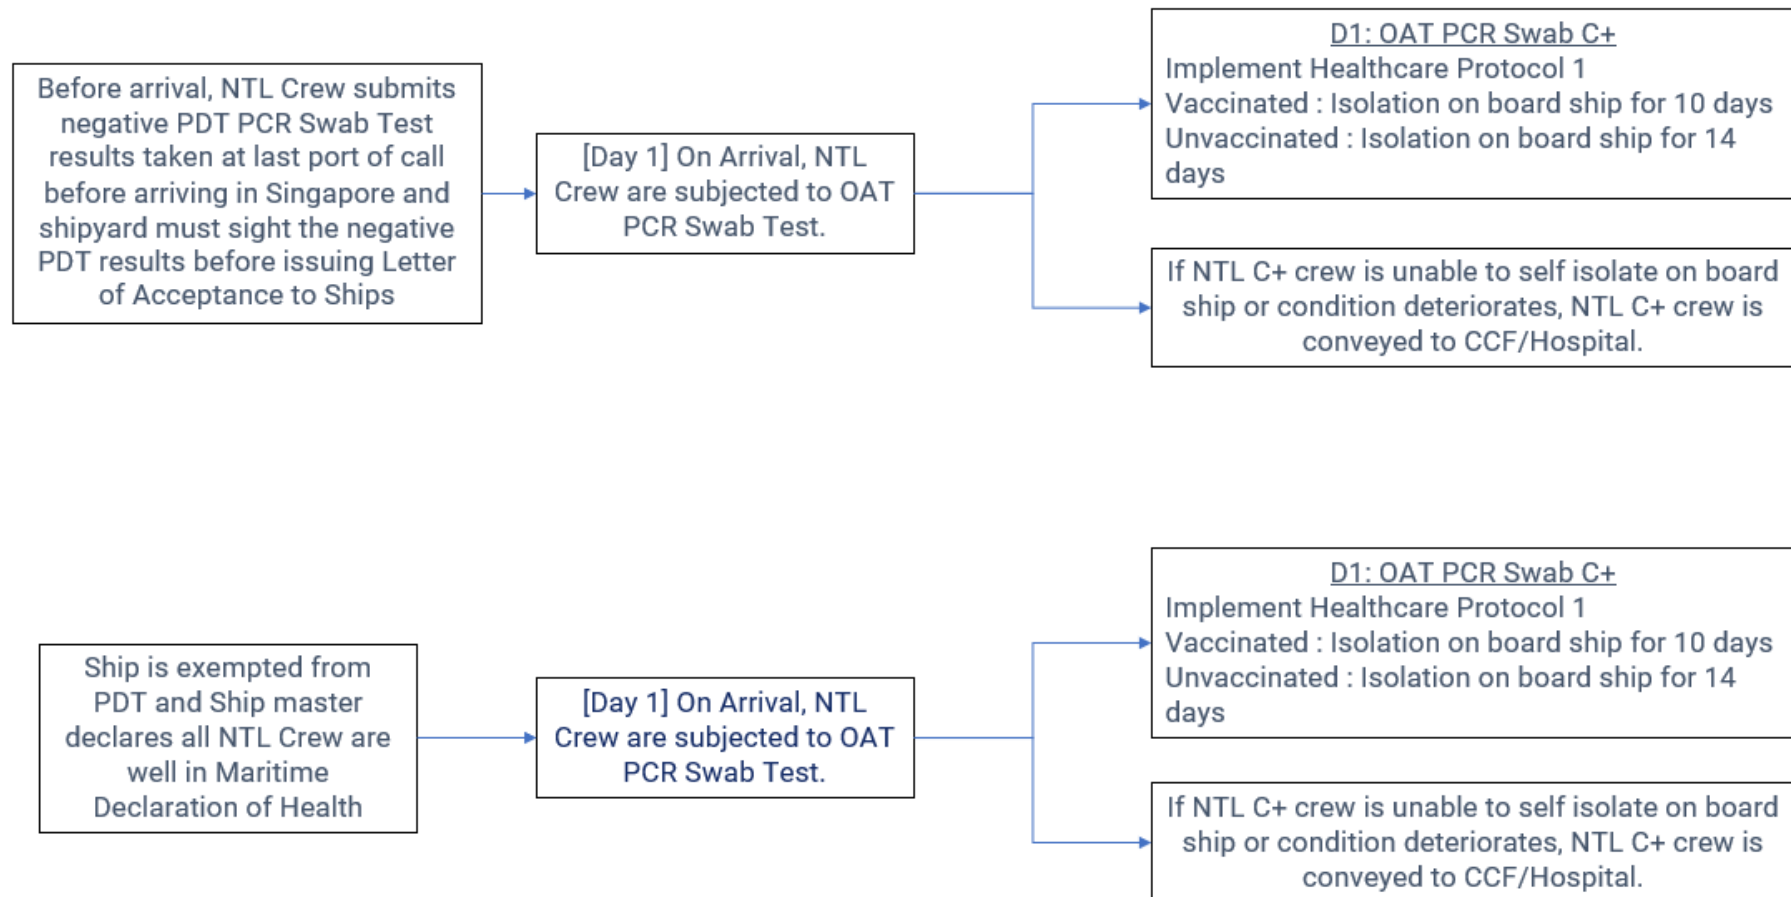 Before arrival, NTL Crew submits
negative PDT PCR Swab Test
results taken at last port of call
before arriving in Singapore and
shipyard must sight the negative
PDT results before issuing Letter
of Acceptance to Ships
[Day 1] On Arrival, NTL
Crew are subjected to OAT
PCR Swab Test.
D1: OAT PCR Swab C+
Implement Healthcare Protocol 1
Vaccinated : Isolation on board ship for 10 days
Unvaccinated : Isolation on board ship for 14
days
If NTL C+ crew is unable to self isolate on board
ship or condition deteriorates, NTL C+ crew is
conveyed to CCF/Hospital.
Ship is exempted from
PDT and Ship master
declares all NTL Crew are
well in Maritime
Declaration of Health
[Day 1] On Arrival, NTL
Crew are subjected to OAT
PCR Swab Test.
D1: OAT PCR Swab C+
Implement Healthcare Protocol 1
Vaccinated : Isolation on board ship for 10 days
Unvaccinated : Isolation on board ship for 14
days
If NTL C+ crew is unable to self isolate on board
ship or condition deteriorates, NTL C+ crew is
conveyed to CCF/Hospital.